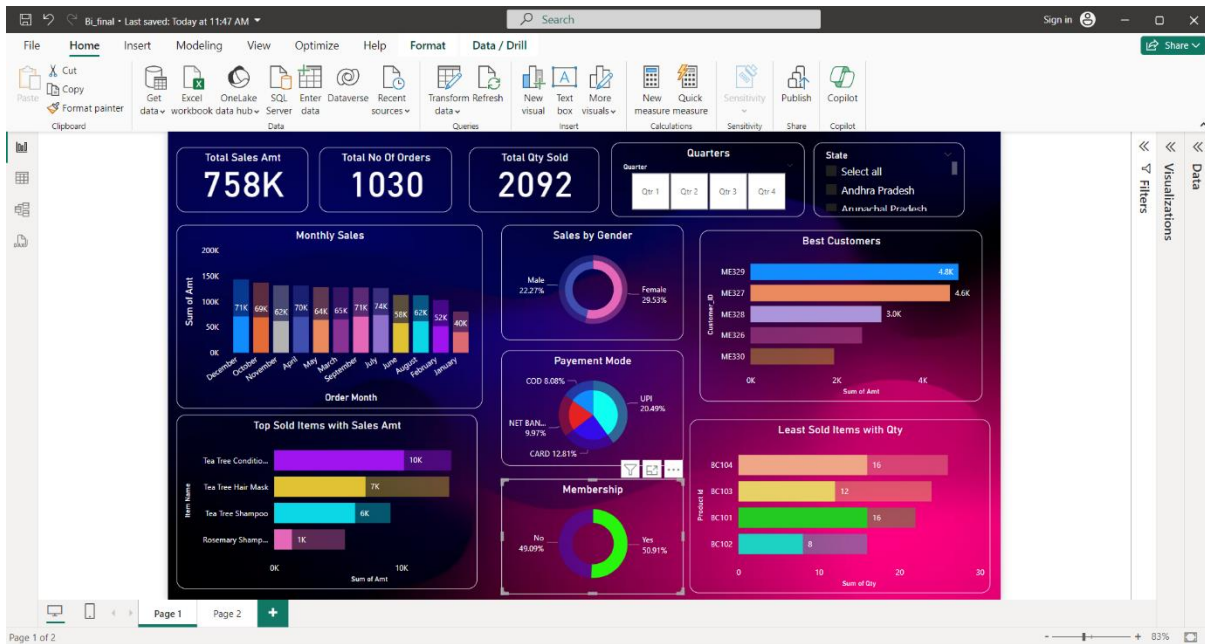 Bi_final • Last saved: Today at 11:47 AM
Search
Sign in
File Home Insert Modeling View Optimize Help Format Data / Drill
Share
Paste
Cut
Copy
Format painter
Get data
Excel workbook
OneLake data hub
SQL Server
Enter data
Dataverse
Recent sources
Transform data
Refresh
New visual
Text box
More visuals
New measure
Quick measure
Sensitivity
Publish
Copilot
Clipboard Data Queries Insert Calculations Sensitivity Share Copilot
Total Sales Amt
758K
Total No Of Orders
1030
Total Qty Sold
2092
Quarters
Quarter
Qtr 1 Qtr 2 Qtr 3 Qtr 4
State
Select all
Andhra Pradesh
Arunachal Pradesh
Filters
Visualizations
Data
Monthly Sales
Sum of Amt
200K
150K
100K
50K
0K
71K 69K 62K 70K 64K 65K 71K 74K 58K 62K 52K 40K
December October November April May March September July June August February January
Order Month
Sales by Gender
Male
22.27%
Female
29.53%
Best Customers
Customer_ID
ME329 4.8K
ME327 4.6K
ME328 3.0K
ME326
ME330
0K 2K 4K
Sum of Amt
Payement Mode
COD 8.08%
UPI
20.49%
NET BAN...
9.97%
CARD 12.81%
Top Sold Items with Sales Amt
Item Name
Tea Tree Conditio... 10K
Tea Tree Hair Mask 7K
Tea Tree Shampoo 6K
Rosemary Shamp... 1K
0K 10K
Sum of Amt
Membership
No
49.09%
Yes
50.91%
Least Sold Items with Qty
Product Id
BC104 16
BC103 12
BC101 16
BC102 8
0 10 20 30
Sum of Qty
Page 1 Page 2
Page 1 of 2
83%